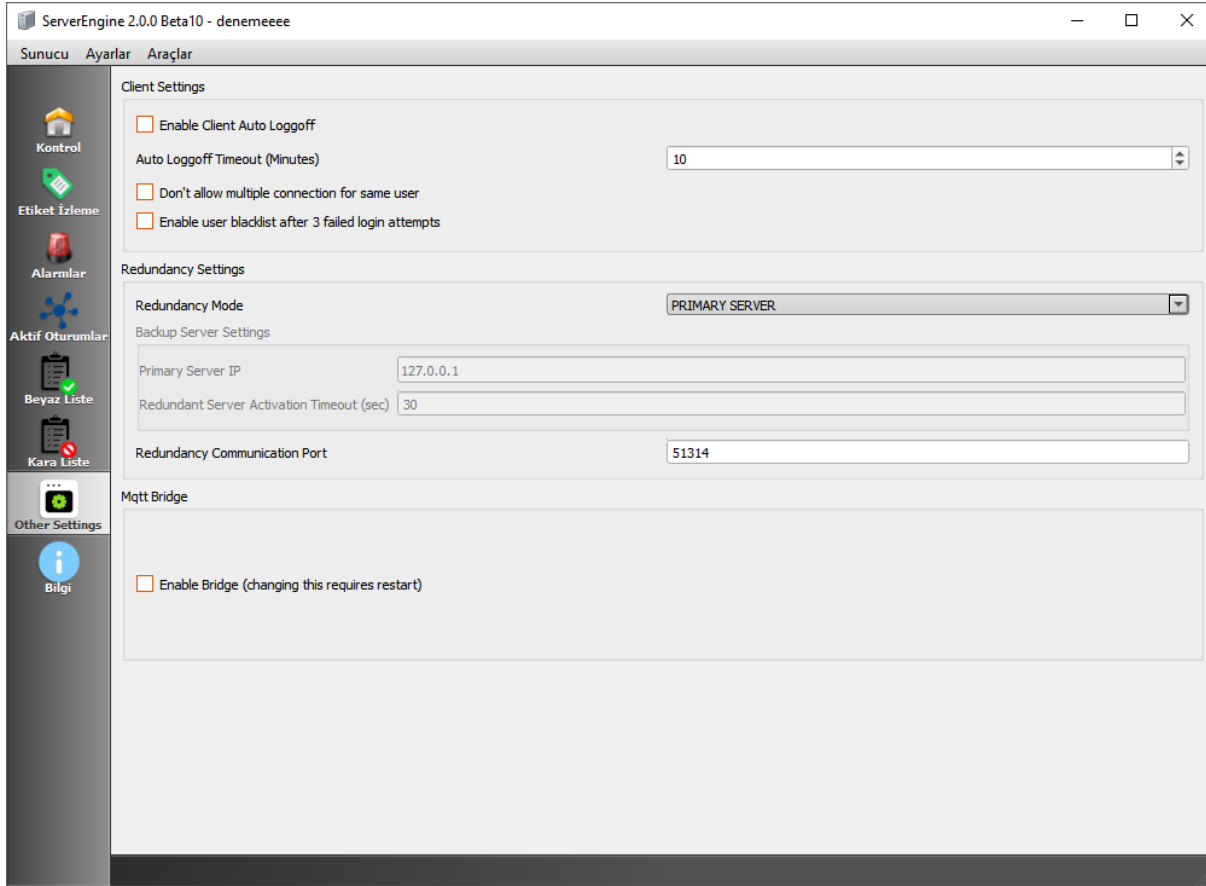 ServerEngine 2.0.0 Beta10 - denemeeee
Sunucu Ayarlar Araçlar
Kontrol
Etiket İzleme
Alarmlar
Aktif Oturumlar
Beyaz Liste
Kara Liste
Other Settings
Bilgi
Client Settings
Enable Client Auto Loggoff
Auto Loggoff Timeout (Minutes) 10
Don't allow multiple connection for same user
Enable user blacklist after 3 failed login attempts
Redundancy Settings
Redundancy Mode PRIMARY SERVER
Backup Server Settings
Primary Server IP 127.0.0.1
Redundant Server Activation Timeout (sec) 30
Redundancy Communication Port 51314
Mqtt Bridge
Enable Bridge (changing this requires restart)